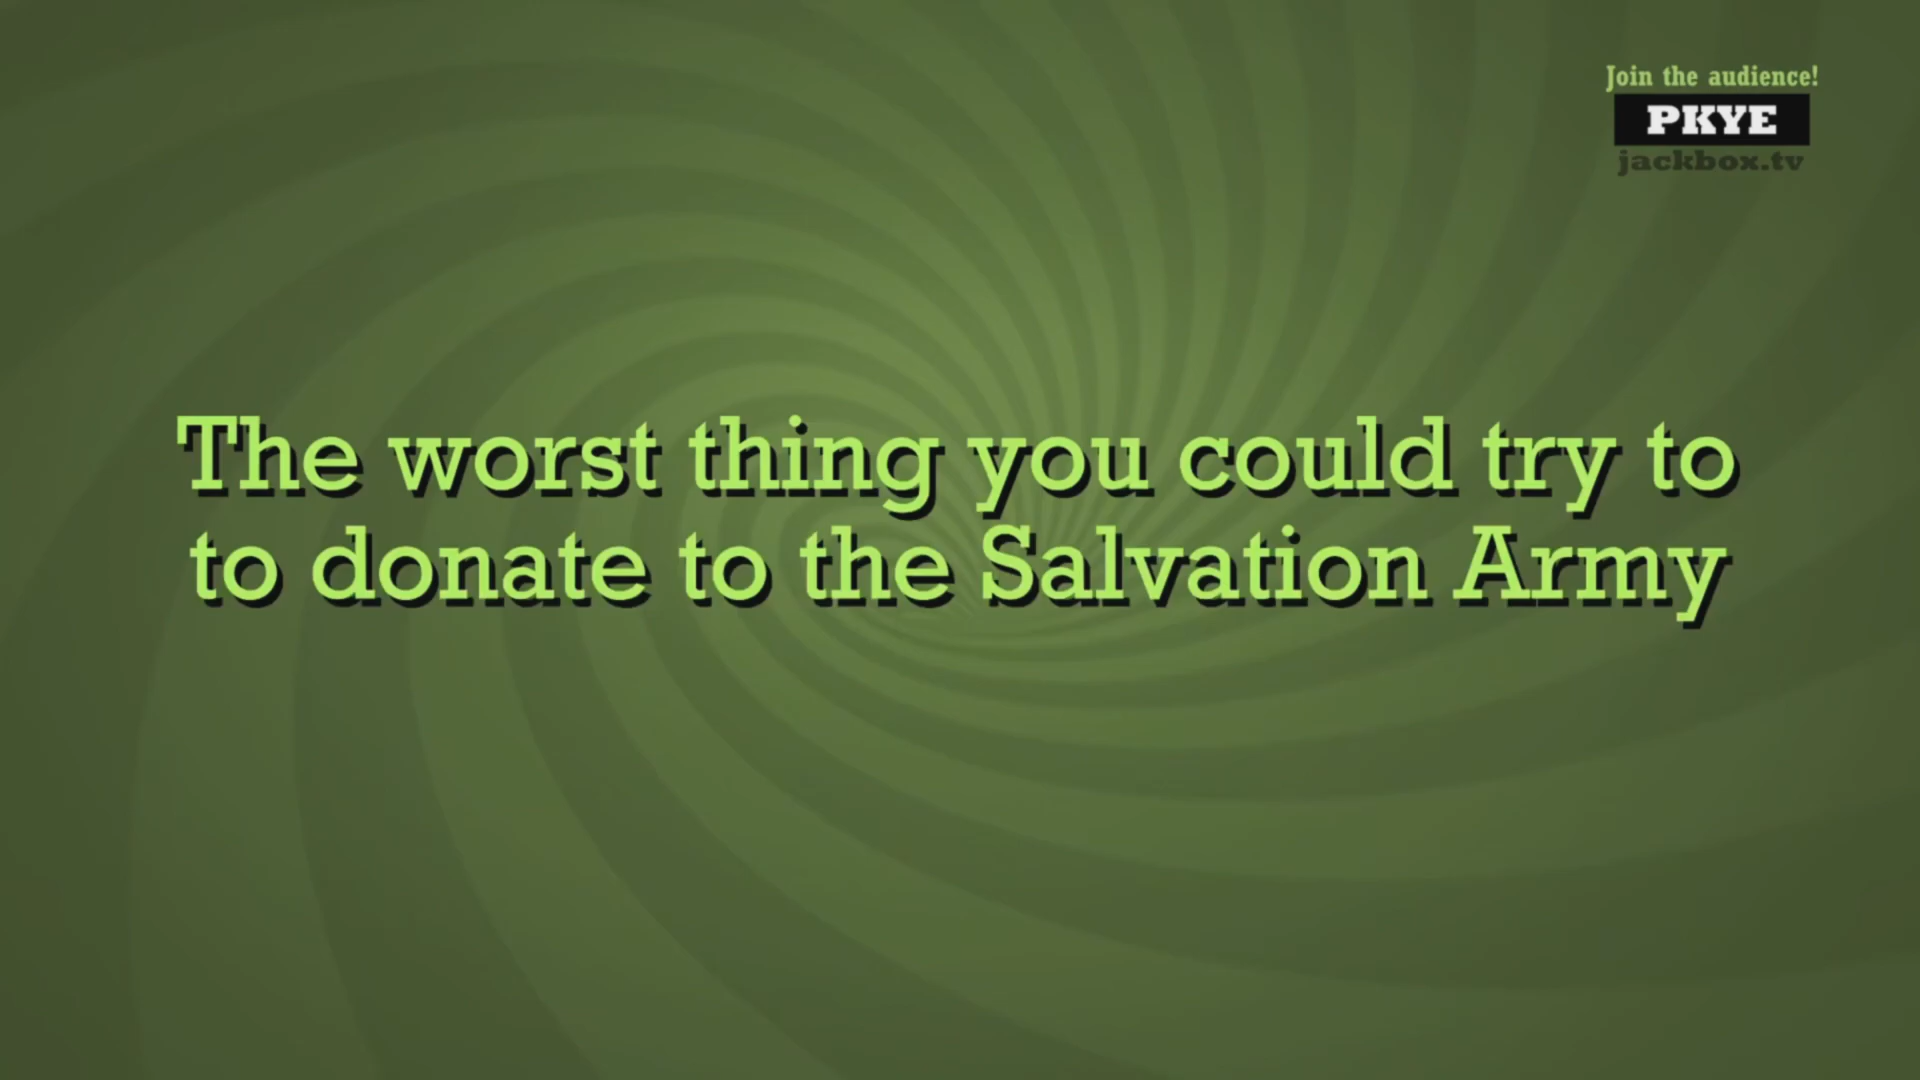 Join the audience!
PKYE
jackbox.tv
The worst thing you could try to
to donate to the Salvation Army